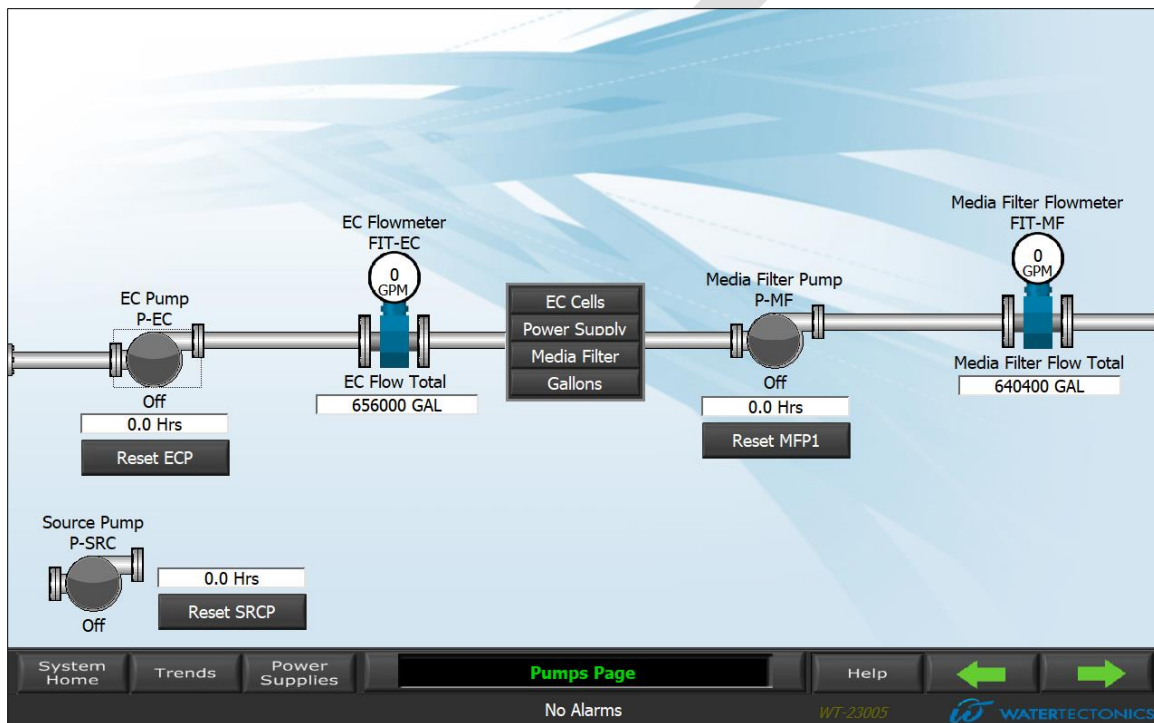 Media Filter Flowmeter
FIT-MF
0
GPM
EC Flowmeter
FIT-EC
0
GPM
Media Filter Pump
P-MF
EC Pump
P-EC
EC Cells
Power Supply
Media Filter
Gallons
Off
0.0 Hrs
Reset ECP
EC Flow Total
656000 GAL
Off
0.0 Hrs
Reset MFP1
Media Filter Flow Total
640400 GAL
Source Pump
P-SRC
Off
0.0 Hrs
Reset SRCP
System
Home
Trends
Power
Supplies
Pumps Page
Help
No Alarms
WT-23005
WATERTECTONICS